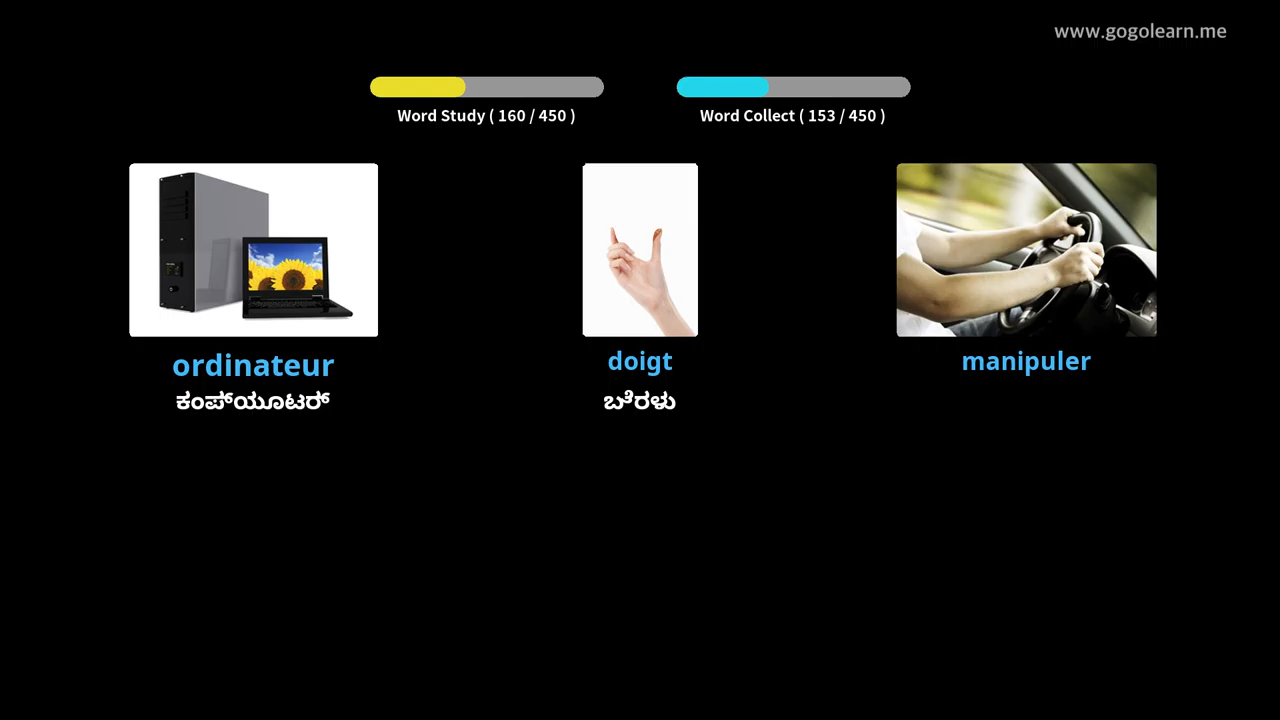 www.gogolearn.me
Word Study ( 160 / 450 )
Word Collect ( 153 / 450 )
ordinateur
doigt
manipuler
ಕಂಪ್ಯೂಟರ್
ಬೆರಳು